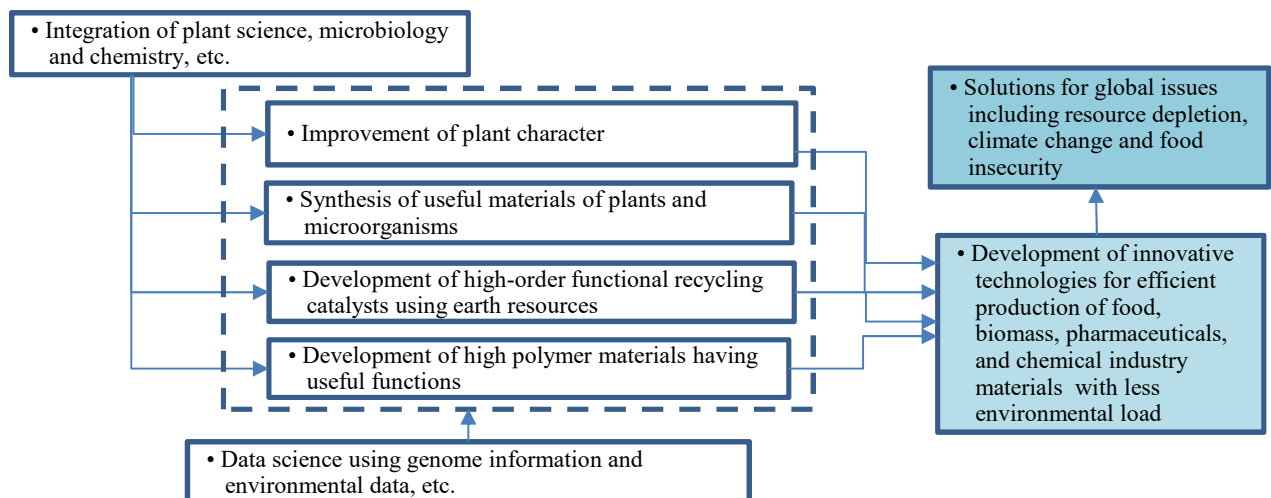 • Integration of plant science, microbiology
and chemistry, etc.
• Improvement of plant character
• Synthesis of useful materials of plants and
microorganisms
• Development of high-order functional recycling
catalysts using earth resources
• Development of high polymer materials having
useful functions
• Data science using genome information and
environmental data, etc.
• Solutions for global issues
including resource depletion,
climate change and food
insecurity
• Development of innovative
technologies for efficient
production of food,
biomass, pharmaceuticals,
and chemical industry
materials with less
environmental load